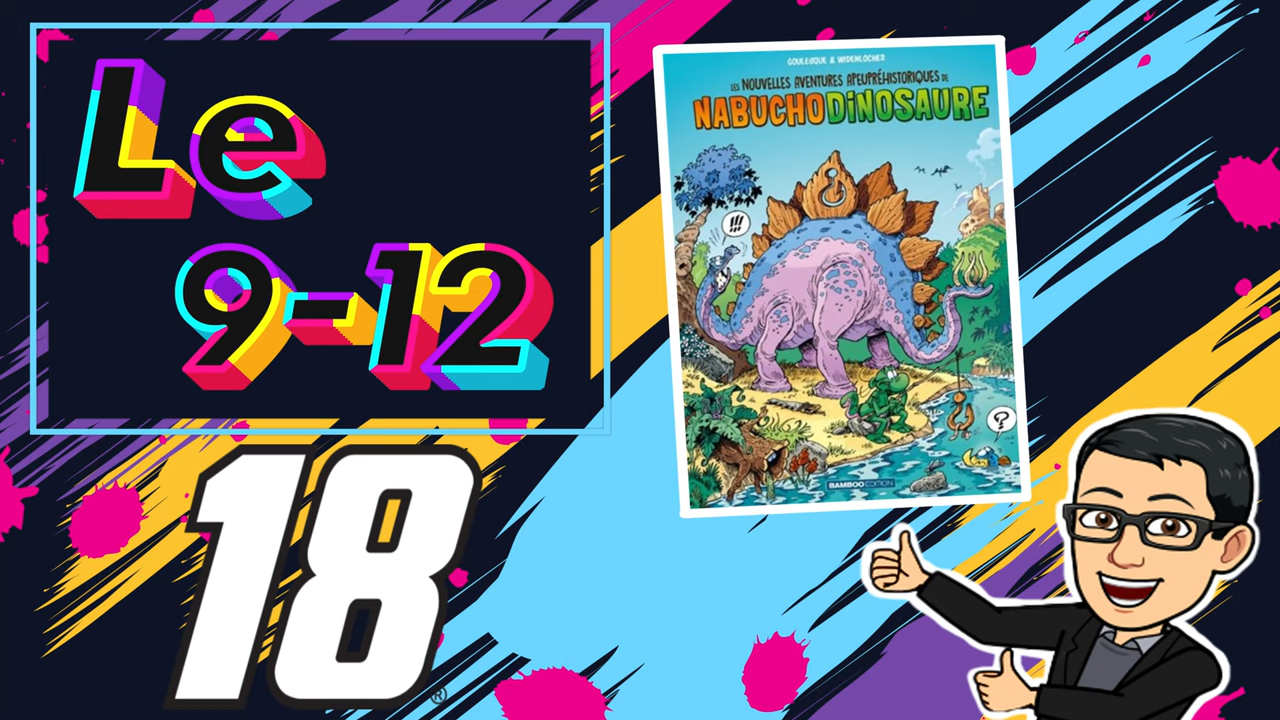 Le
9-12
18
®
GOULESQUE & WIDENLOCHER
LES NOUVELLES AVENTURES APEUPRÉHISTORIQUES DE
NABUCHODiNOSAURE
!!!
?
BAMBOO EDITION